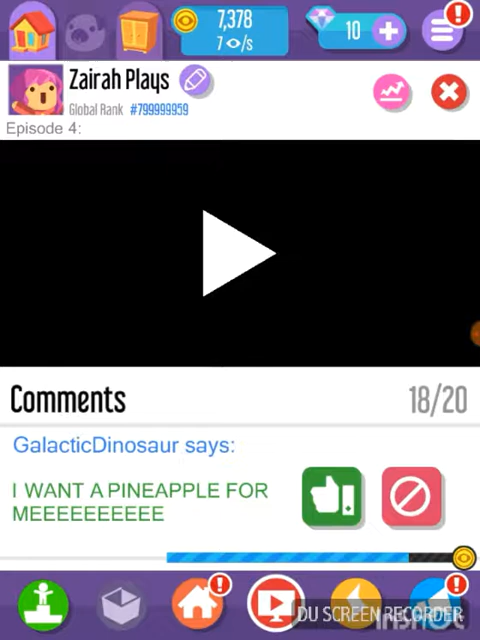 7,378
7 /s
10
!
Zairah Plays
Global Rank #799999959
Episode 4:
Comments 18/20
GalacticDinosaur says:
I WANT A PINEAPPLE FOR
MEEEEEEEEEE
!
!
DU SCREEN RECORDER
InShOt